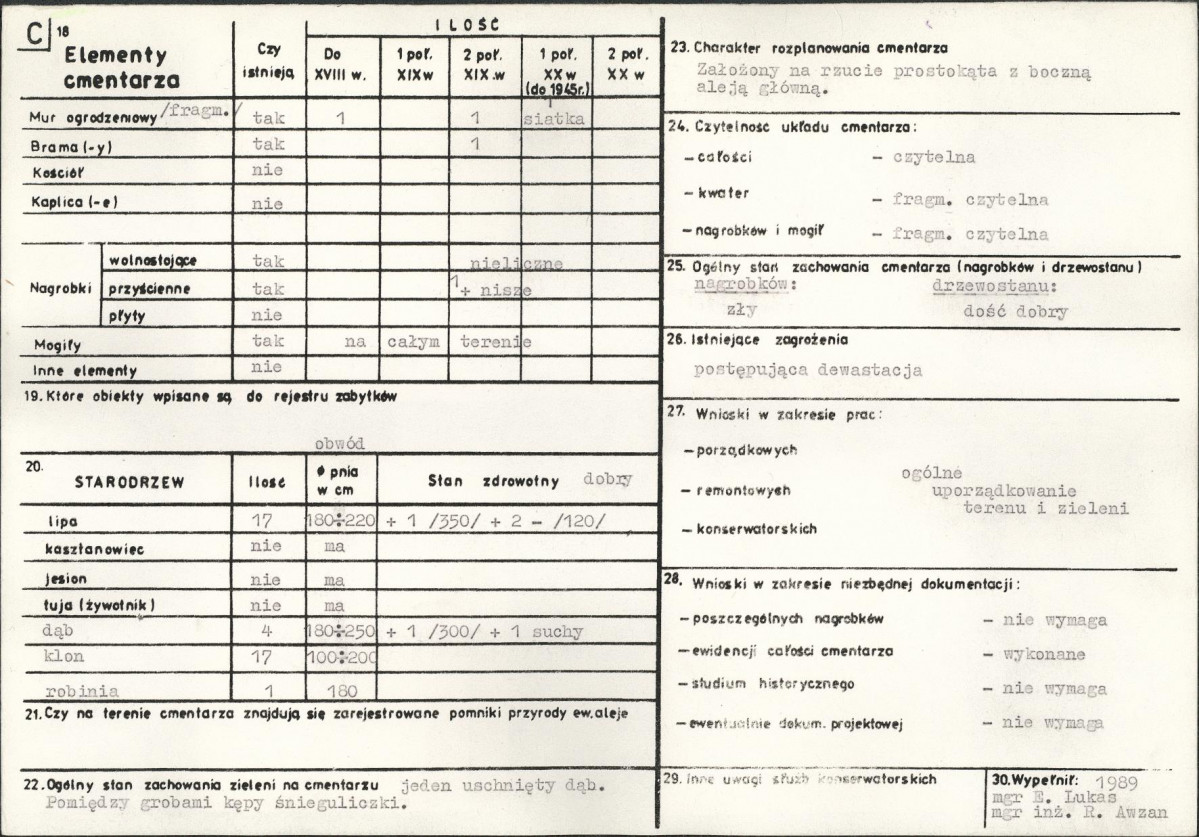 C 18
Elementy cmentarza
Czy istnieją
ILOŚĆ
Do XVIII w.
1 poł. XIX w
2 poł. XIX .w
1 poł. XX w (do 1945r.)
2 poł. XX w
Mur ogrodzeniowy /fragm./ tak 1 1 siatka
Brama (-y) tak 1
Kościół nie
Kaplica (-e) nie
Nagrobki
wolnostojące tak nieliczne
przyścienne tak 1 + nisze
płyty nie
Mogiły tak na całym terenie
Inne elementy nie
19. Które obiekty wpisane są do rejestru zabytków
obwód
20. STARODRZEW Ilość ø pnia w cm Stan zdrowotny dobry
lipa 17 180÷220 + 1 /350/ + 2 - /120/
kasztanowiec nie ma
jesion nie ma
tuja (żywotnik) nie ma
dąb 4 180÷250 + 1 /300/ + 1 suchy
klon 17 100÷200
robinia 1 180
21. Czy na terenie cmentarza znajdują się zarejestrowane pomniki przyrody ew. aleje
22. Ogólny stan zachowania zieleni na cmentarzu jeden uschnięty dąb.
Pomiędzy grobami kępy śnieguliczki.
23. Charakter rozplanowania cmentarza
Założony na rzucie prostokąta z boczną
aleją główną.
24. Czytelność układu cmentarza:
- całości - czytelna
- kwater - fragm. czytelna
- nagrobków i mogił - fragm. czytelna
25. Ogólny stan zachowania cmentarza (nagrobków i drzewostanu)
nagrobków: drzewostanu:
zły dość dobry
26. Istniejące zagrożenia
postępująca dewastacja
27. Wnioski w zakresie prac:
- porządkowych
ogólne
- remontowych uporządkowanie
terenu i zieleni
- konserwatorskich
28. Wnioski w zakresie niezbędnej dokumentacji:
- poszczególnych nagrobków - nie wymaga
- ewidencji całości cmentarza - wykonane
- studium historycznego - nie wymaga
- ewentualnie dokum. projektowej - nie wymaga
29. Inne uwagi służb konserwatorskich
30. Wypełnił: 1989
mgr E. Lukas
mgr inż. R. Awzan